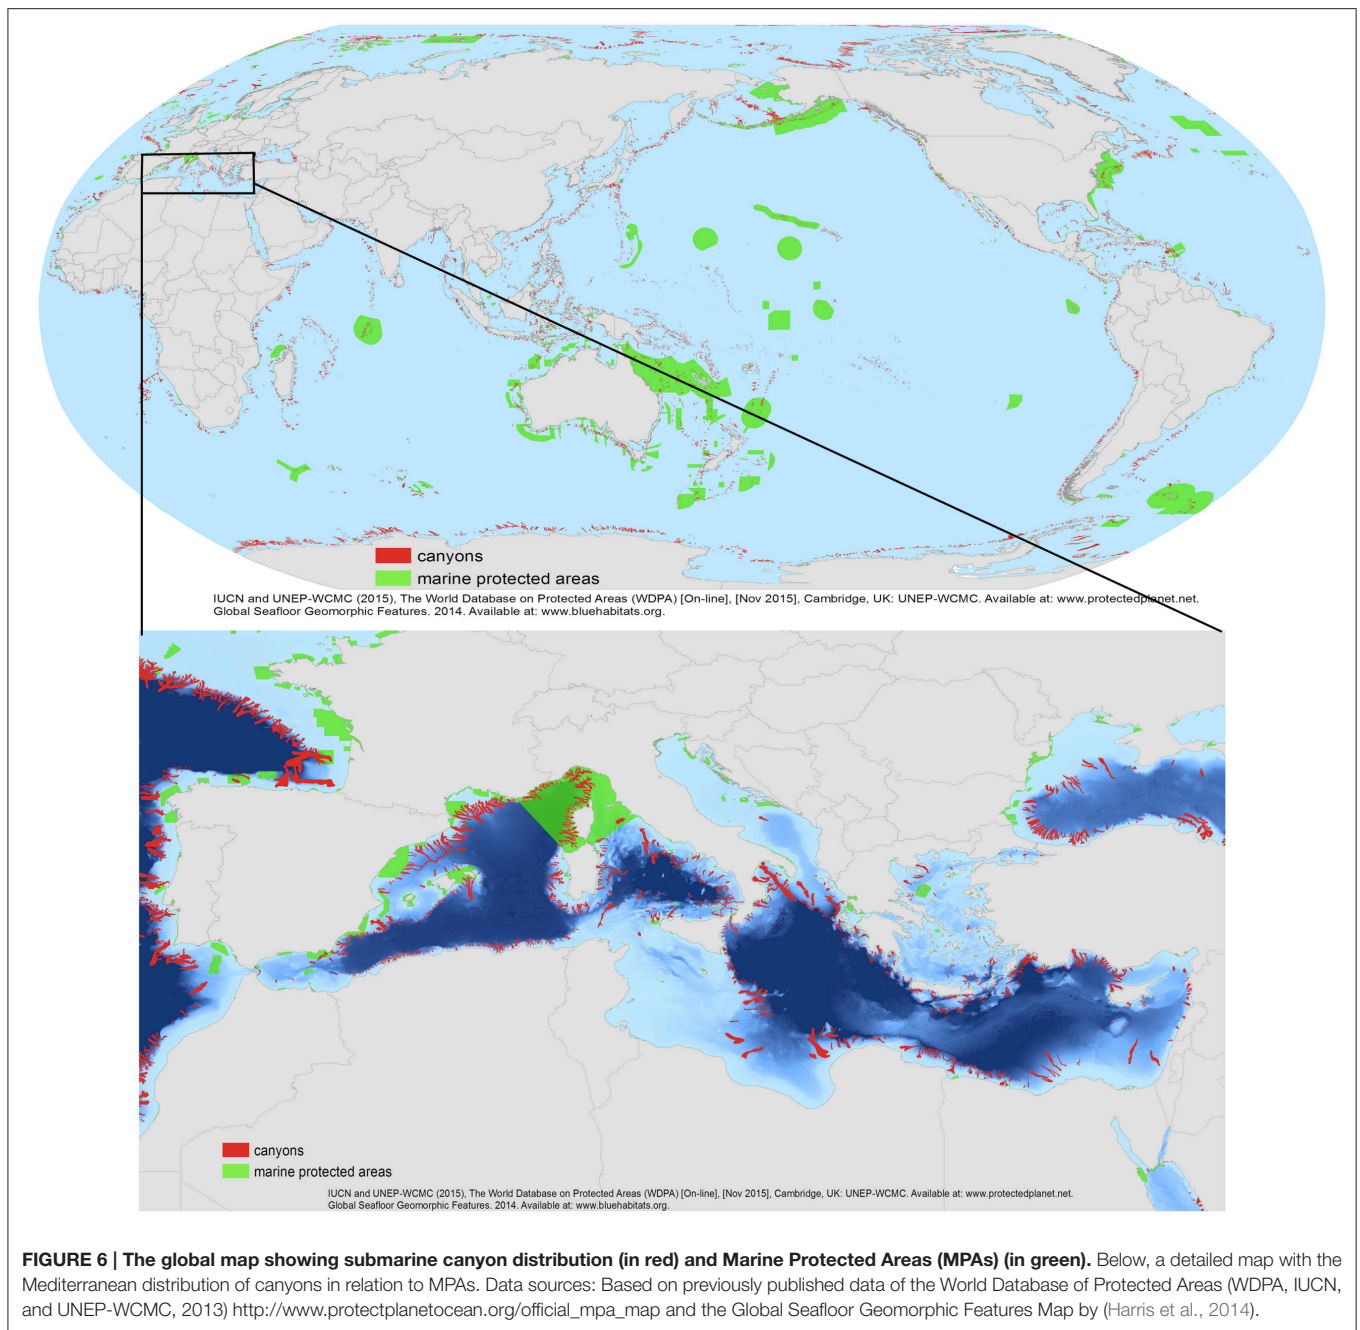 canyons
marine protected areas
IUCN and UNEP-WCMC (2015), The World Database on Protected Areas (WDPA) [On-line], [Nov 2015], Cambridge, UK: UNEP-WCMC. Available at: www.protectedplanet.net.
Global Seafloor Geomorphic Features. 2014. Available at: www.bluehabitats.org.
canyons
marine protected areas
IUCN and UNEP-WCMC (2015), The World Database on Protected Areas (WDPA) [On-line], [Nov 2015], Cambridge, UK: UNEP-WCMC. Available at: www.protectedplanet.net.
Global Seafloor Geomorphic Features. 2014. Available at: www.bluehabitats.org.
FIGURE 6 | The global map showing submarine canyon distribution (in red) and Marine Protected Areas (MPAs) (in green). Below, a detailed map with the
Mediterranean distribution of canyons in relation to MPAs. Data sources: Based on previously published data of the World Database of Protected Areas (WDPA, IUCN,
and UNEP-WCMC, 2013) http://www.protectplanetocean.org/official_mpa_map and the Global Seafloor Geomorphic Features Map by (Harris et al., 2014).